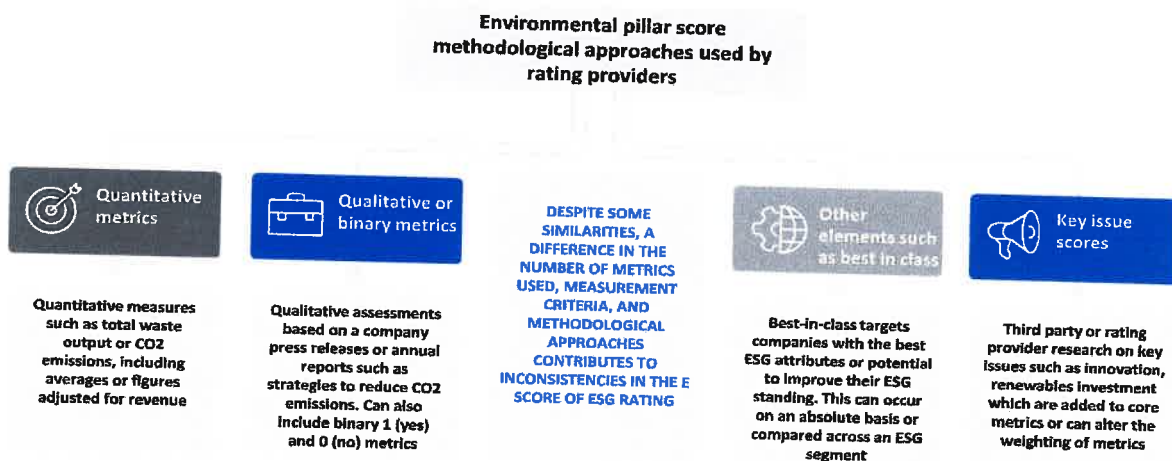 Environmental pillar score
methodological approaches used by
rating providers
Quantitative
metrics
Quantitative measures
such as total waste
output or CO2
emissions, including
averages or figures
adjusted for revenue
Qualitative or
binary metrics
Qualitative assessments
based on a company
press releases or annual
reports such as
strategies to reduce CO2
emissions. Can also
include binary 1 (yes)
and 0 (no) metrics
DESPITE SOME
SIMILARITIES, A
DIFFERENCE IN THE
NUMBER OF METRICS
USED, MEASUREMENT
CRITERIA, AND
METHODOLOGICAL
APPROACHES
CONTRIBUTES TO
INCONSISTENCIES IN THE E
SCORE OF ESG RATING
Other
elements such
as best in class
Best-in-class targets
companies with the best
ESG attributes or potential
to improve their ESG
standing. This can occur
on an absolute basis or
compared across an ESG
segment
Key issue
scores
Third party or rating
provider research on key
issues such as innovation,
renewables investment
which are added to core
metrics or can alter the
weighting of metrics